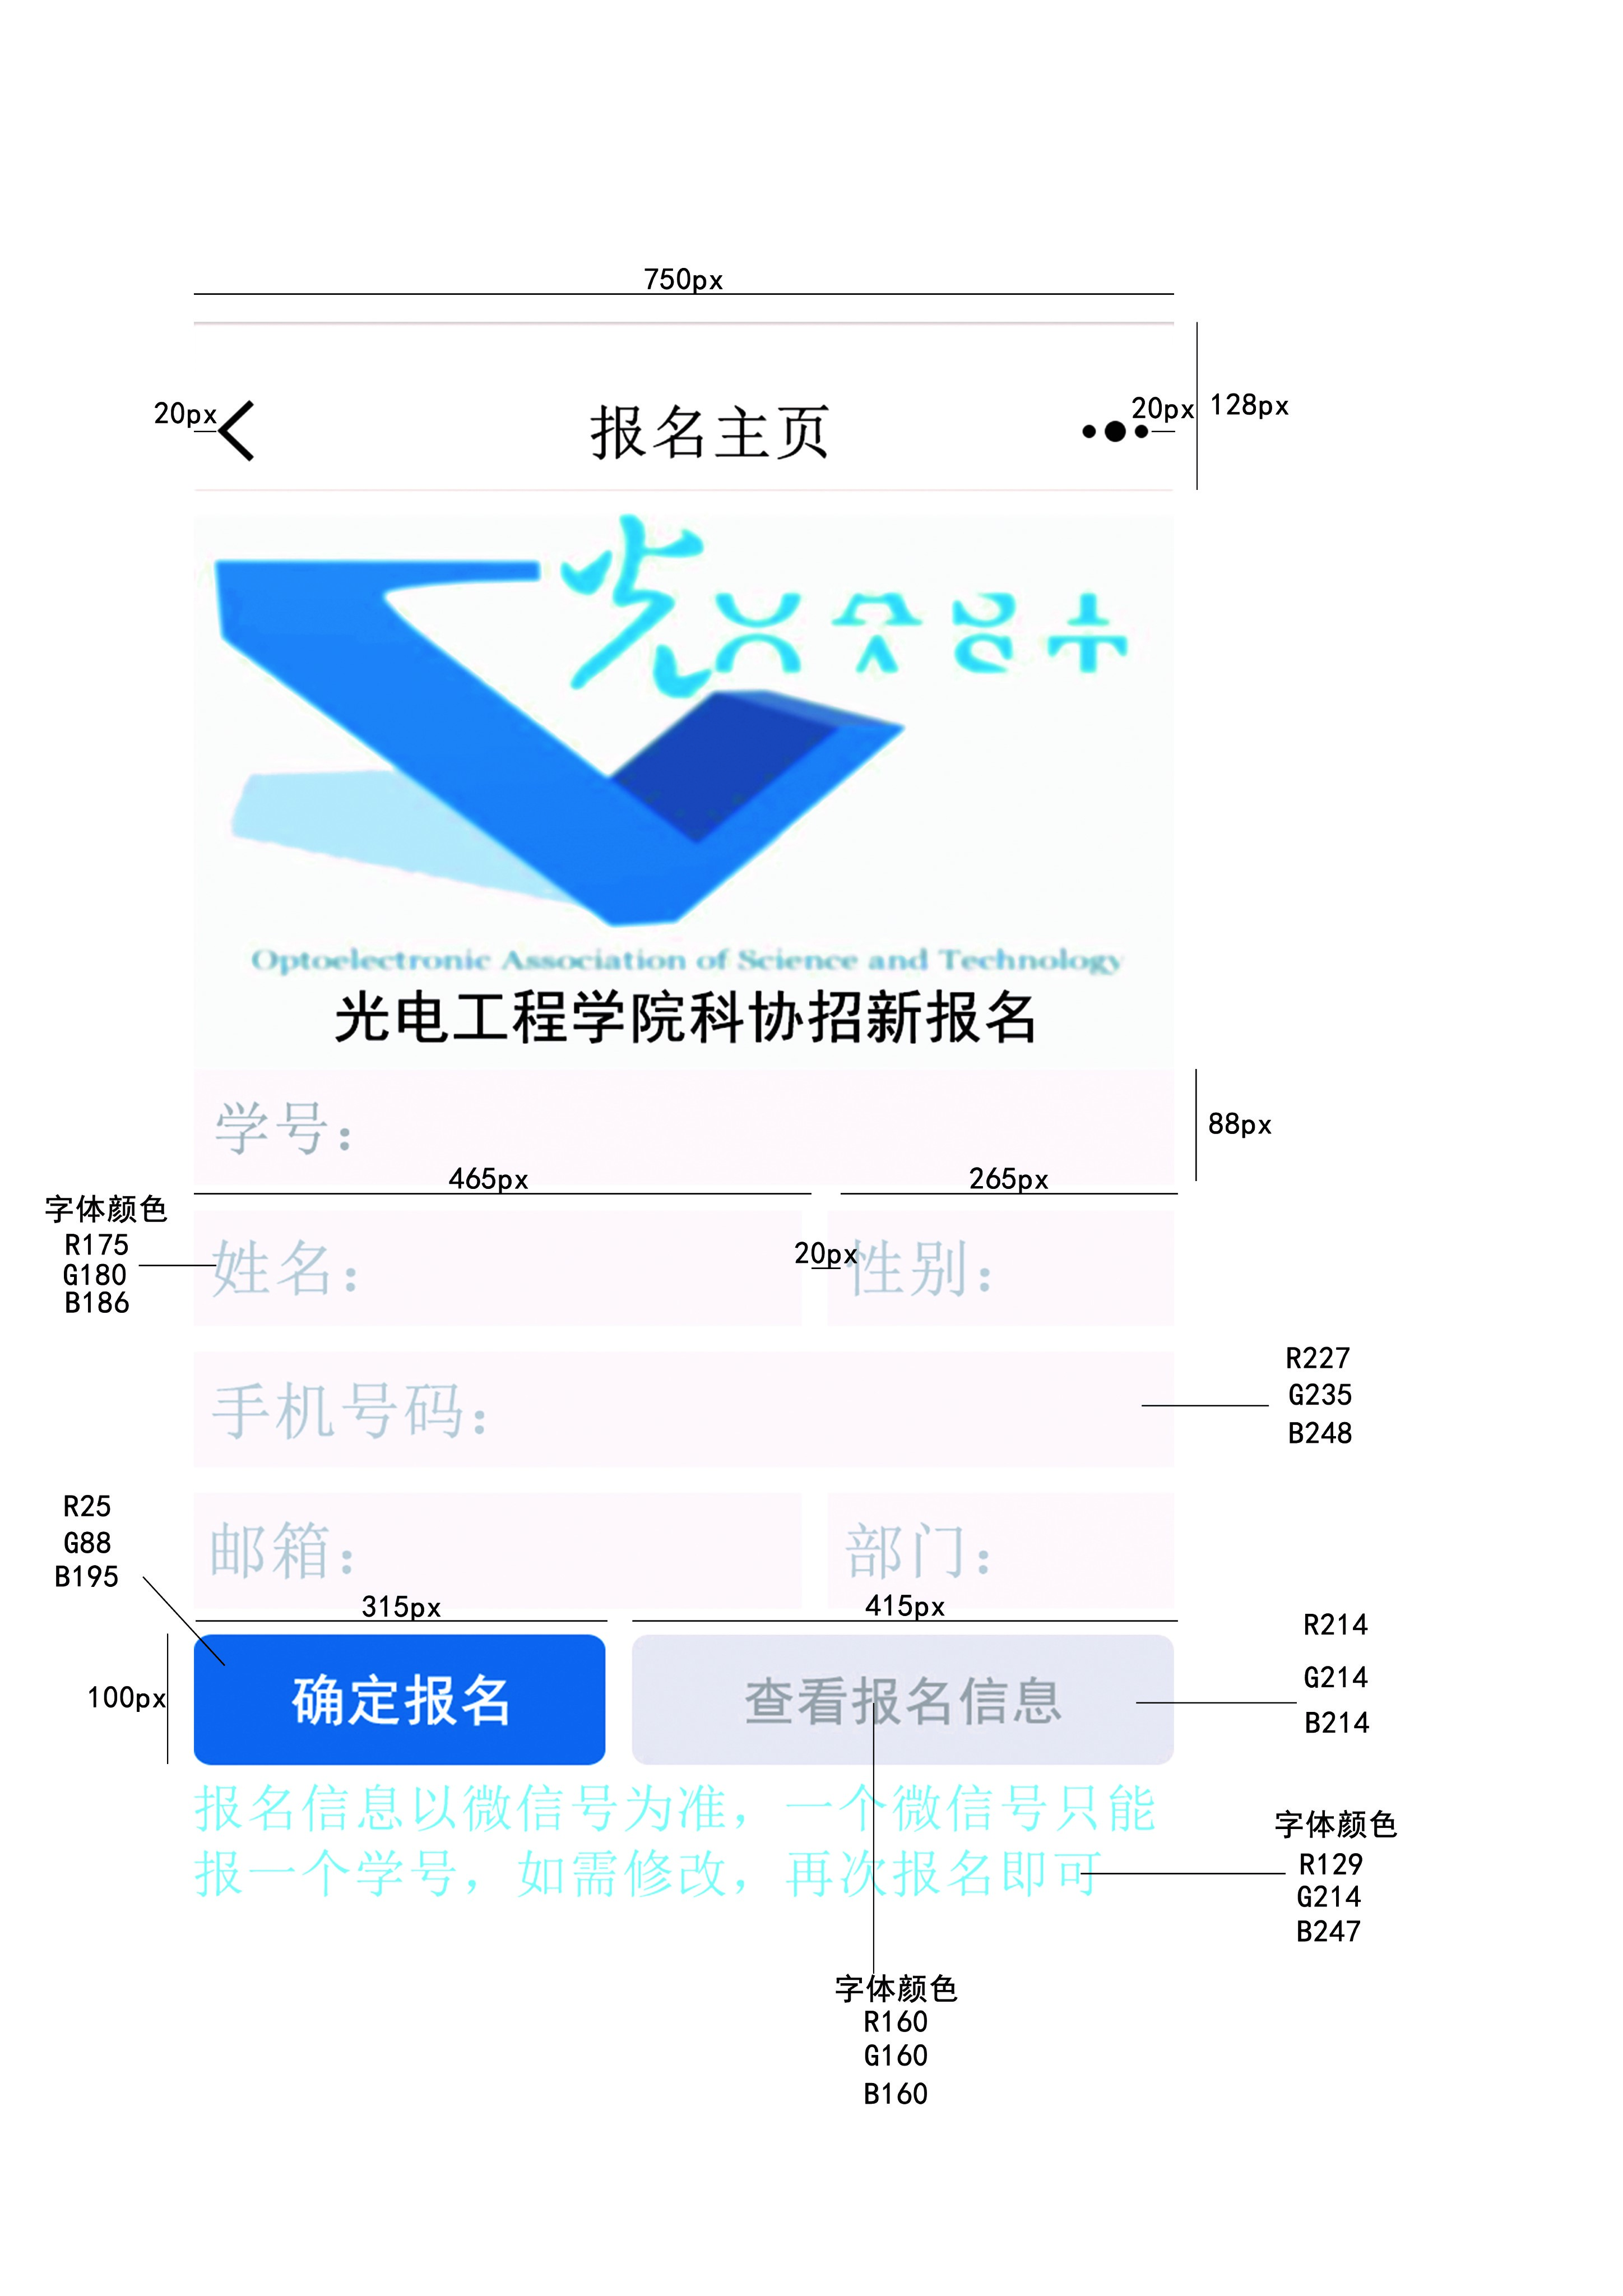 750px
20px
报名主页
20px
128px
光 OAST
Optoelectronic Association of Science and Technology
光电工程学院科协招新报名
学号：
88px
465px
265px
字体颜色
R175
G180
B186
姓名：
20px
性别：
手机号码：
R227
G235
B248
R25
G88
B195
邮箱：
部门：
315px
415px
100px
确定报名
查看报名信息
R214
G214
B214
报名信息以微信号为准，一个微信号只能
报一个学号，如需修改，再次报名即可
字体颜色
R129
G214
B247
字体颜色
R160
G160
B160